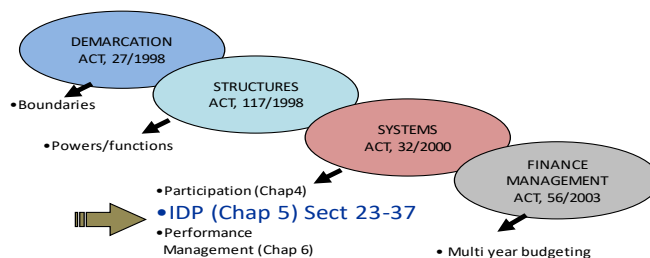 DEMARCATION
ACT, 27/1998
•Boundaries
STRUCTURES
ACT, 117/1998
•Powers/functions
SYSTEMS
ACT, 32/2000
•Participation (Chap4)
•IDP (Chap 5) Sect 23-37
•Performance
Management (Chap 6)
FINANCE
MANAGEMENT
ACT, 56/2003
• Multi year budgeting